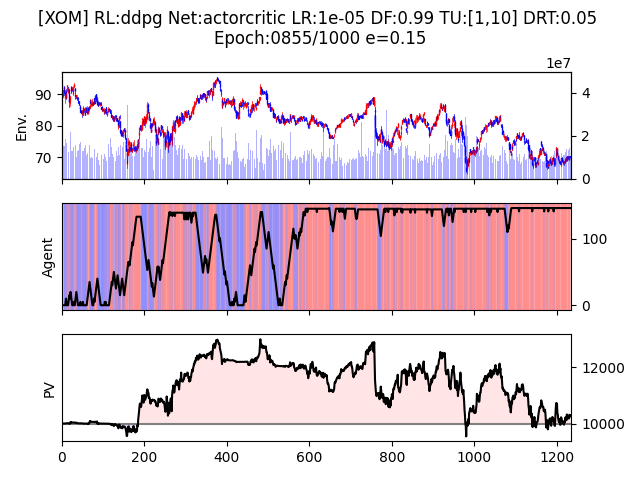 [XOM] RL:ddpg Net:actorcritic LR:1e-05 DF:0.99 TU:[1,10] DRT:0.05
Epoch:0855/1000 e=0.15
1e7
Env.
90
80
70
4
2
0
Agent
100
0
PV
12000
10000
0
200
400
600
800
1000
1200